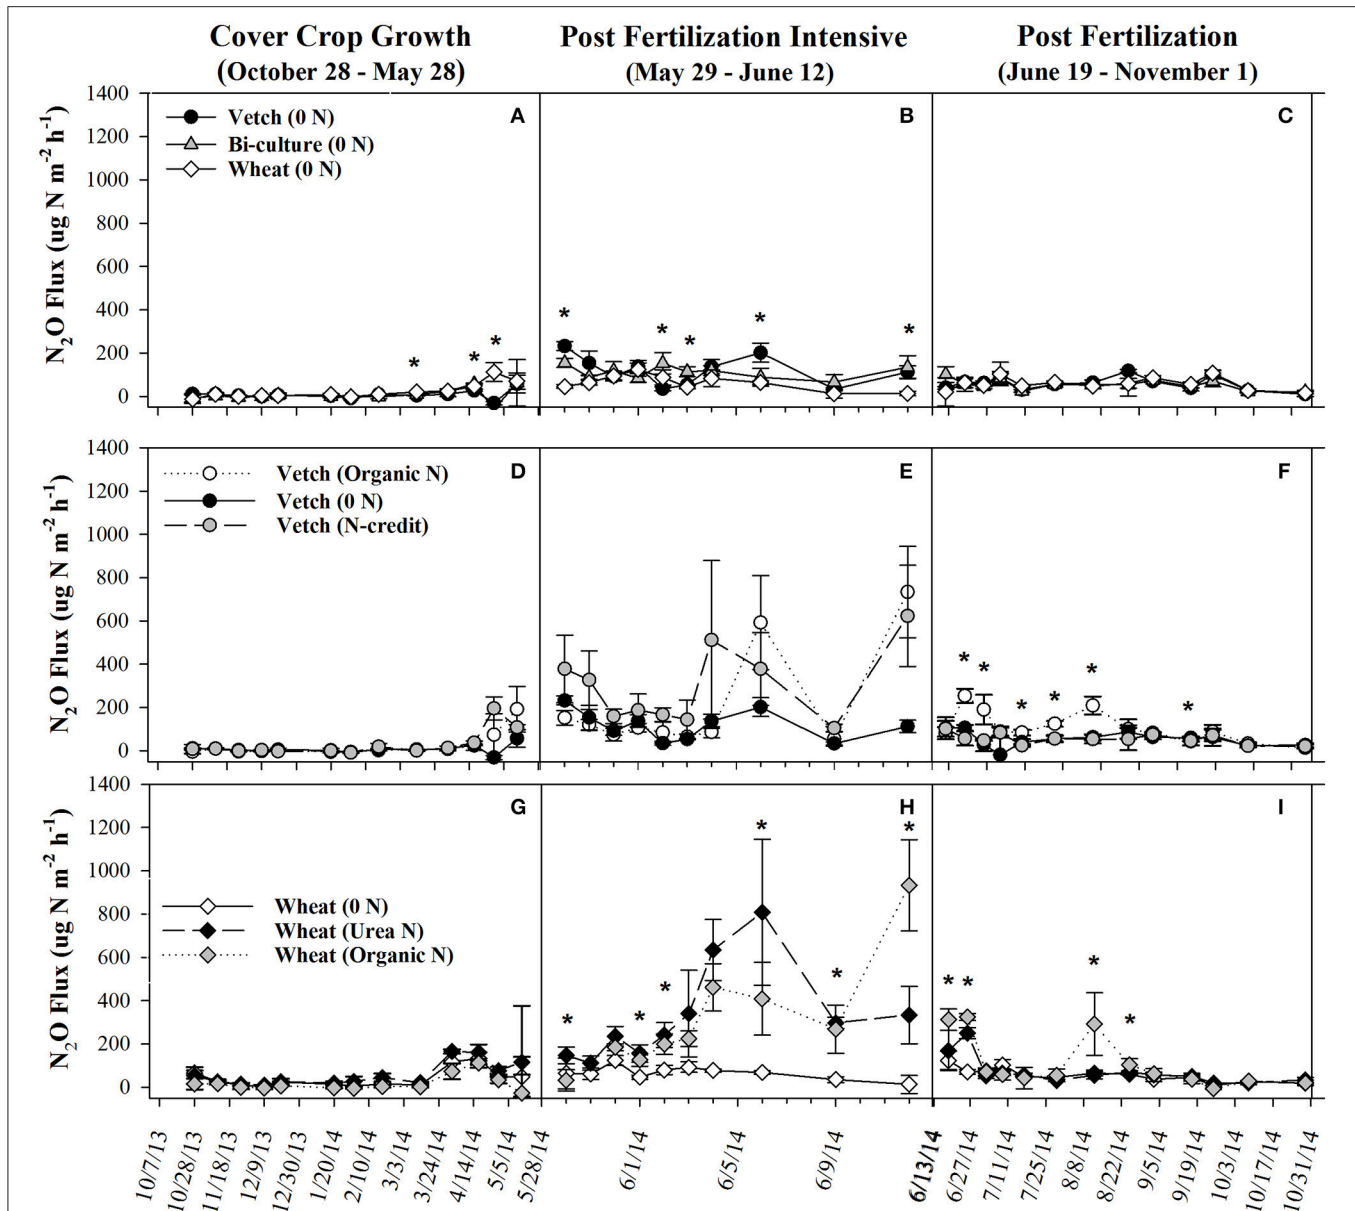 Cover Crop Growth
(October 28 - May 28)
Post Fertilization Intensive
(May 29 - June 12)
Post Fertilization
(June 19 - November 1)
N2O Flux (ug N m-2 h-1)
1400
1200
1000
800
600
400
200
0
Vetch (0 N)
Bi-culture (0 N)
Wheat (0 N)
A
* * *
B
* * * * *
C
N2O Flux (ug N m-2 h-1)
1400
1200
1000
800
600
400
200
0
Vetch (Organic N)
Vetch (0 N)
Vetch (N-credit)
D
E
F
* * * * * *
N2O Flux (ug N m-2 h-1)
1400
1200
1000
800
600
400
200
0
Wheat (0 N)
Wheat (Urea N)
Wheat (Organic N)
G
H
* * * * * *
I
* * * *
10/7/13
10/28/13
11/18/13
12/9/13
12/30/13
1/20/14
2/10/14
3/3/14
3/24/14
4/14/14
5/5/14
5/28/14
6/1/14
6/5/14
6/9/14
6/13/14
6/27/14
7/11/14
7/25/14
8/8/14
8/22/14
9/5/14
9/19/14
10/3/14
10/17/14
10/31/14